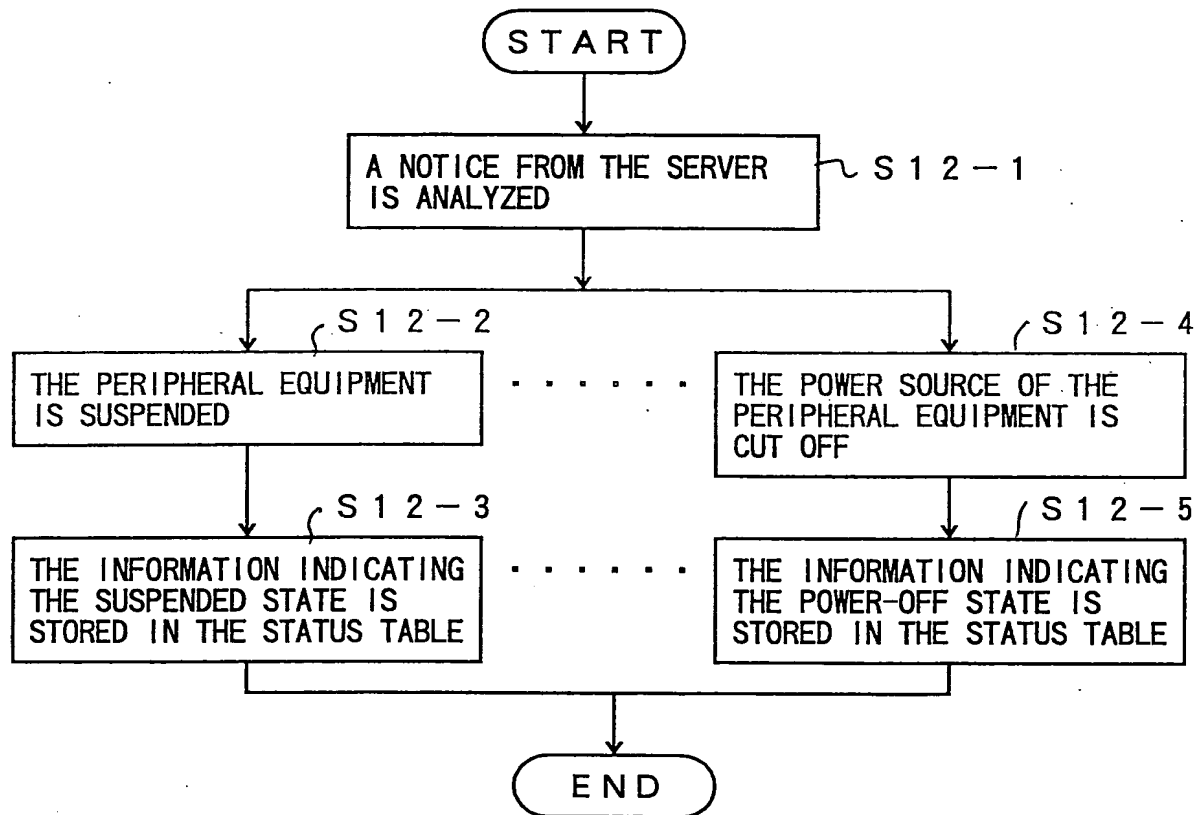 START
A NOTICE FROM THE SERVER
IS ANALYZED
S12-1
S12-2
S12-4
THE PERIPHERAL EQUIPMENT
IS SUSPENDED
THE POWER SOURCE OF THE
PERIPHERAL EQUIPMENT IS
CUT OFF
S12-3
S12-5
THE INFORMATION INDICATING
THE SUSPENDED STATE IS
STORED IN THE STATUS TABLE
THE INFORMATION INDICATING
THE POWER-OFF STATE IS
STORED IN THE STATUS TABLE
END